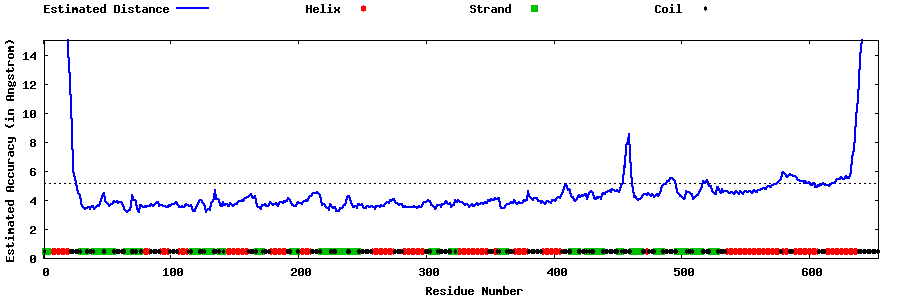 Estimated Distance Helix Strand Coil
Estimated Accuracy (in Angstrom)
14
12
10
8
6
4
2
0
0 100 200 300 400 500 600
Residue Number